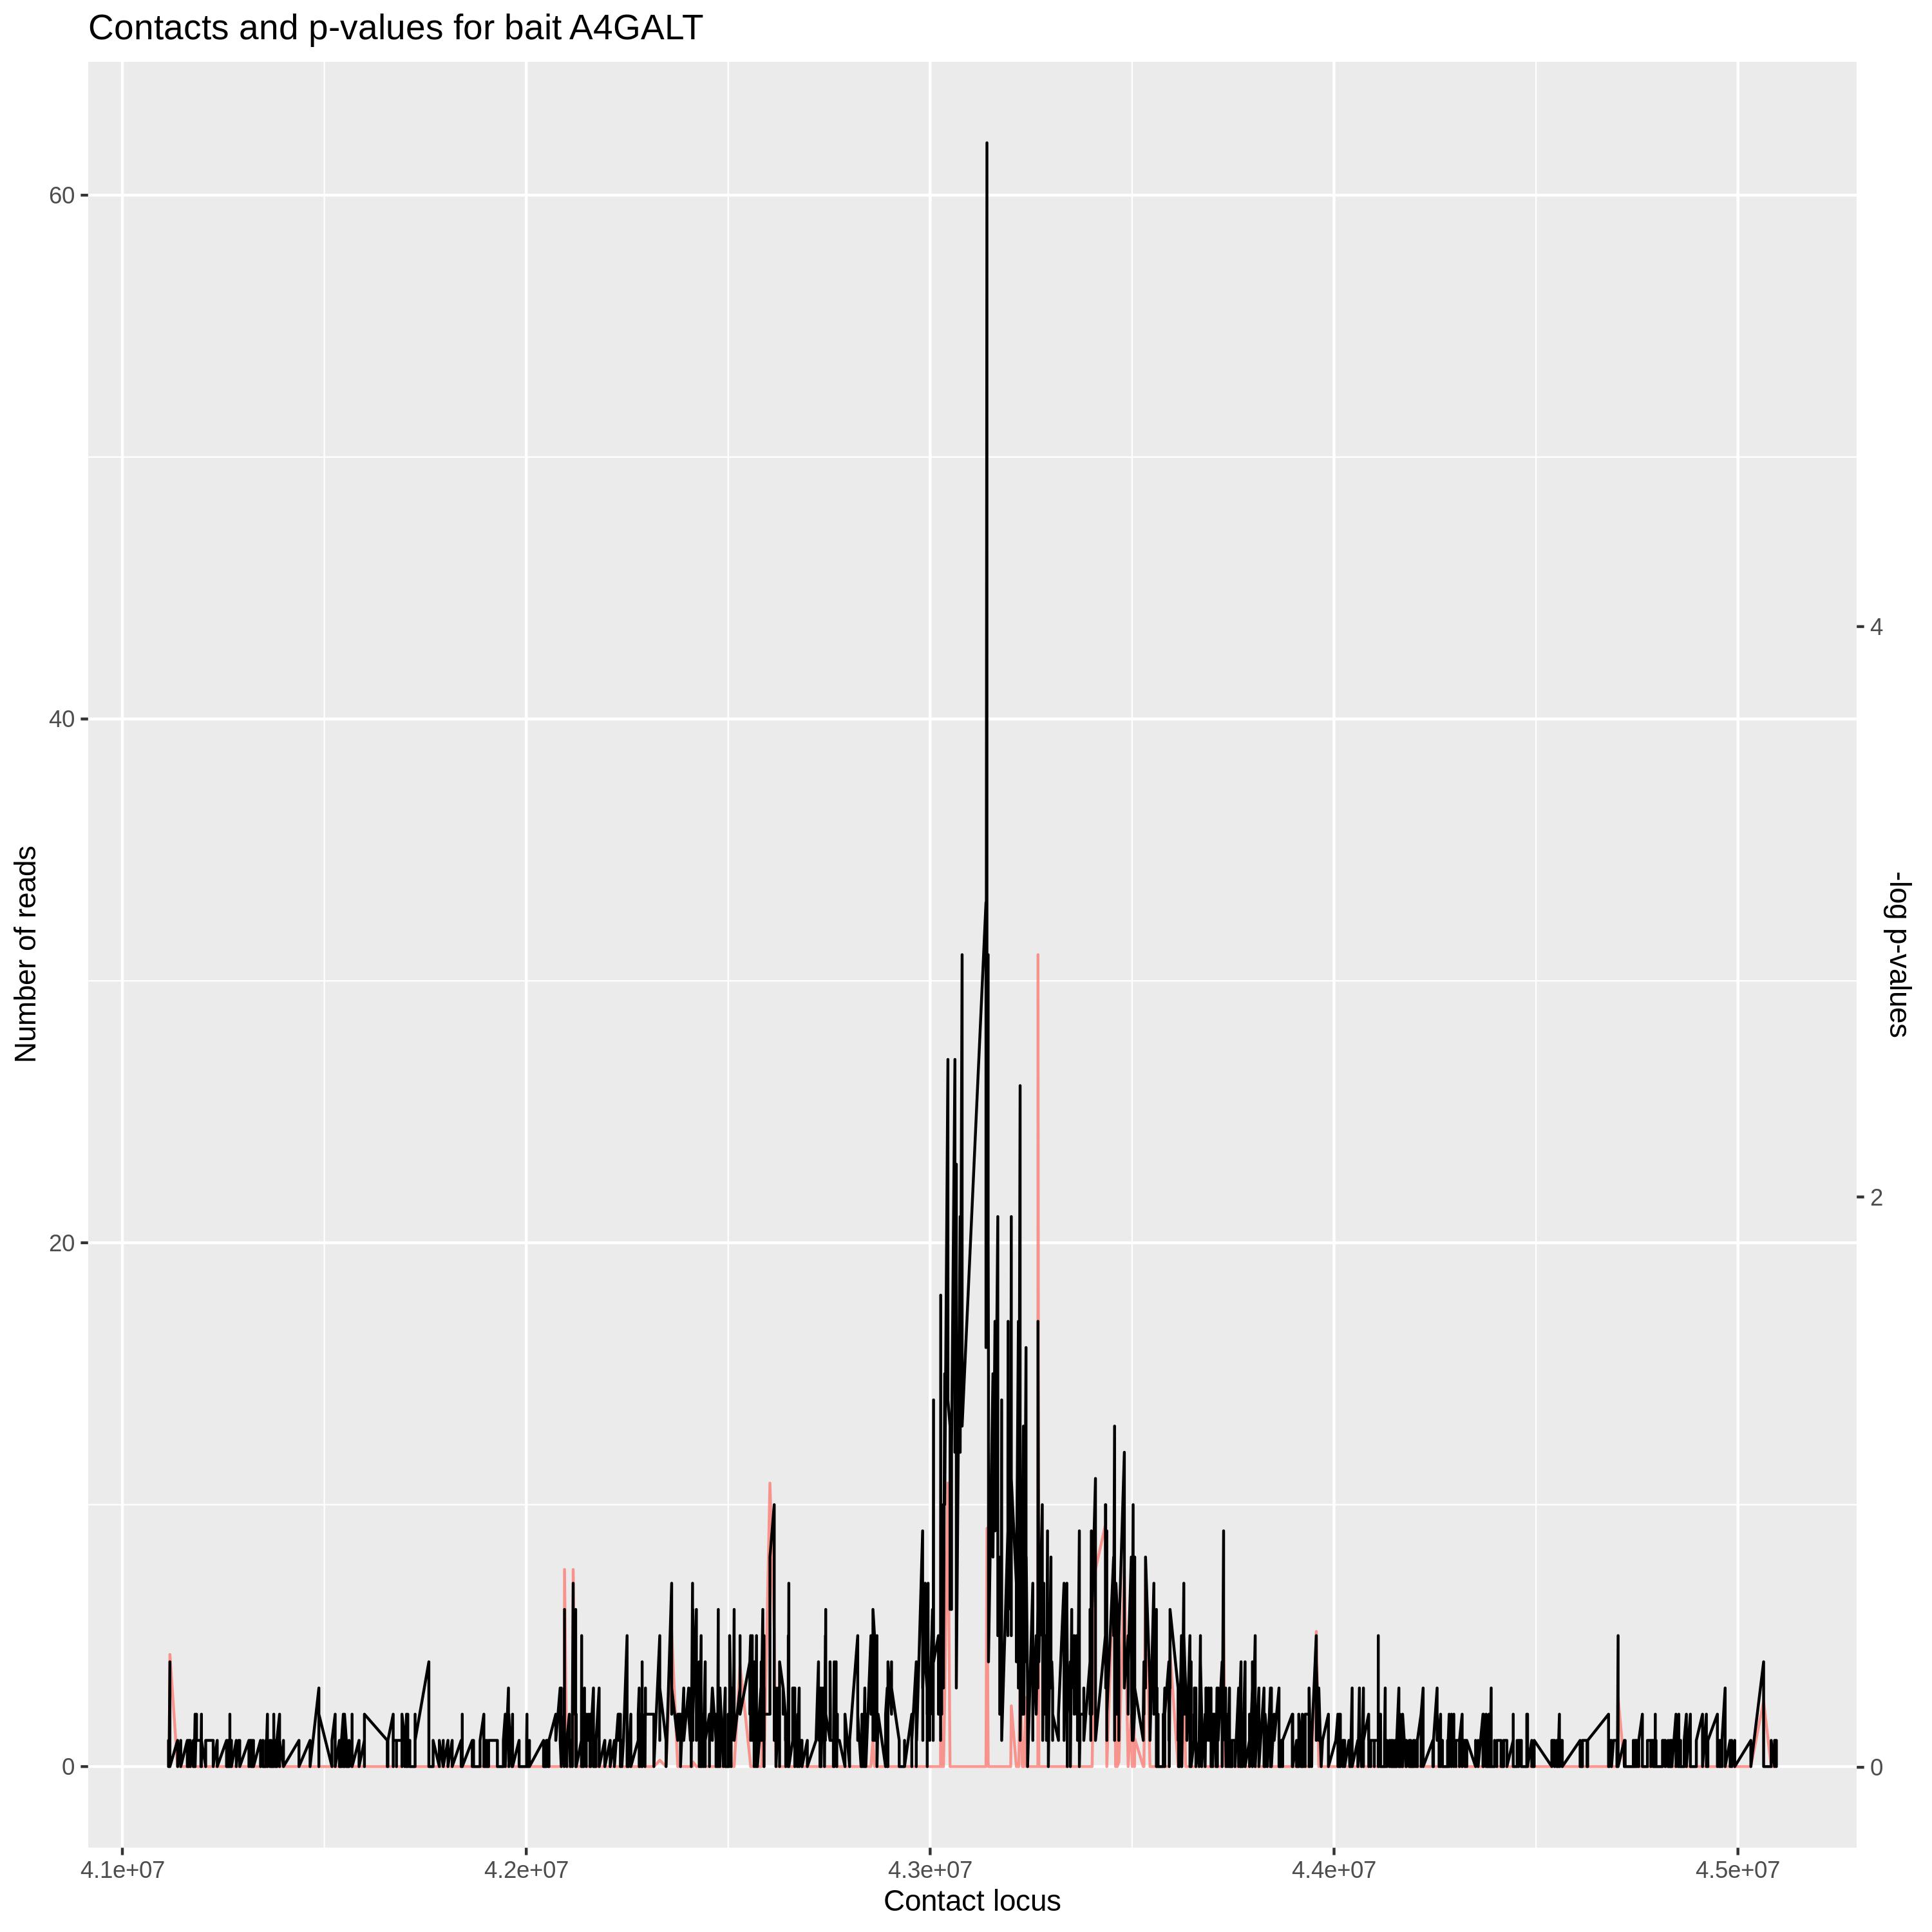 Contacts and p-values for bait A4GALT
60
40
20
0
4
2
0
Number of reads
-log p-values
4.1e+07
4.2e+07
4.3e+07
4.4e+07
4.5e+07
Contact locus